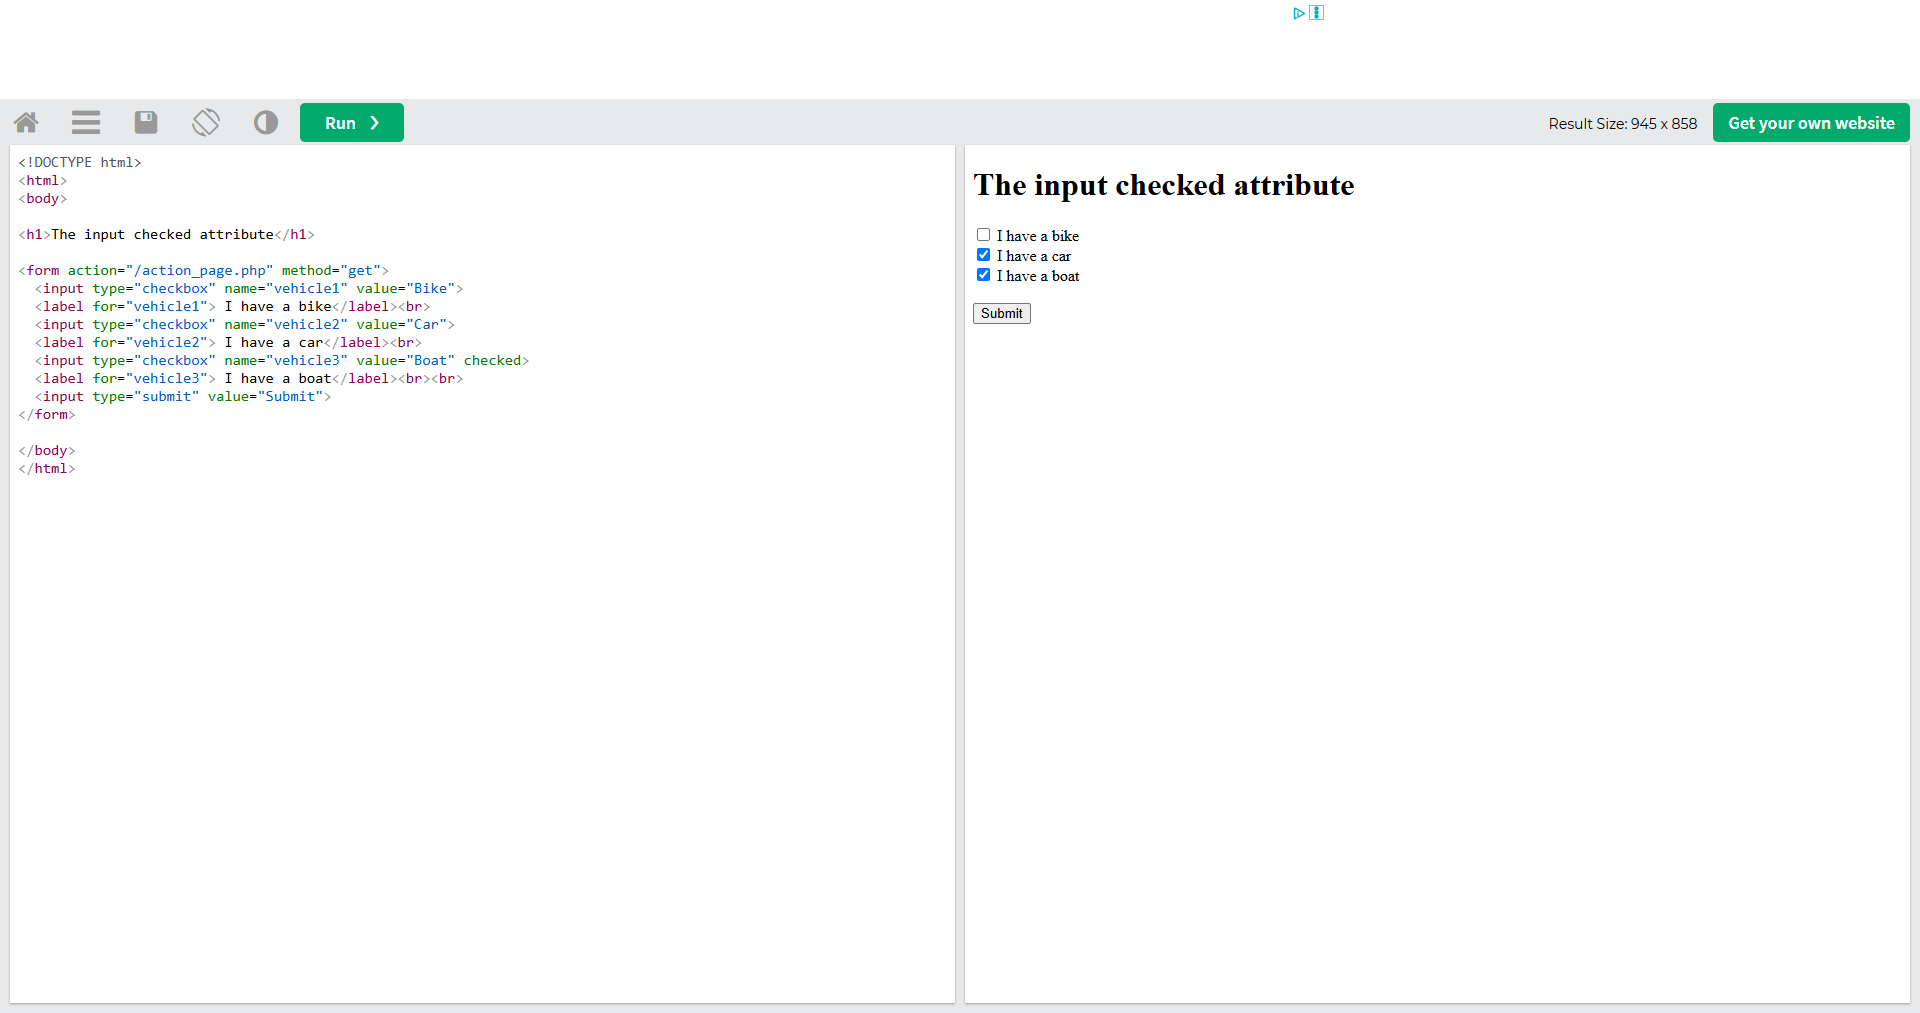 Run ❯
Result Size: 945 x 858
Get your own website
<!DOCTYPE html>
<html>
<body>
<h1>The input checked attribute</h1>
<form action="/action_page.php" method="get">
<input type="checkbox" name="vehicle1" value="Bike">
<label for="vehicle1"> I have a bike</label><br>
<input type="checkbox" name="vehicle2" value="Car">
<label for="vehicle2"> I have a car</label><br>
<input type="checkbox" name="vehicle3" value="Boat" checked>
<label for="vehicle3"> I have a boat</label><br><br>
<input type="submit" value="Submit">
</form>
</body>
</html>
The input checked attribute
I have a bike
I have a car
I have a boat
Submit